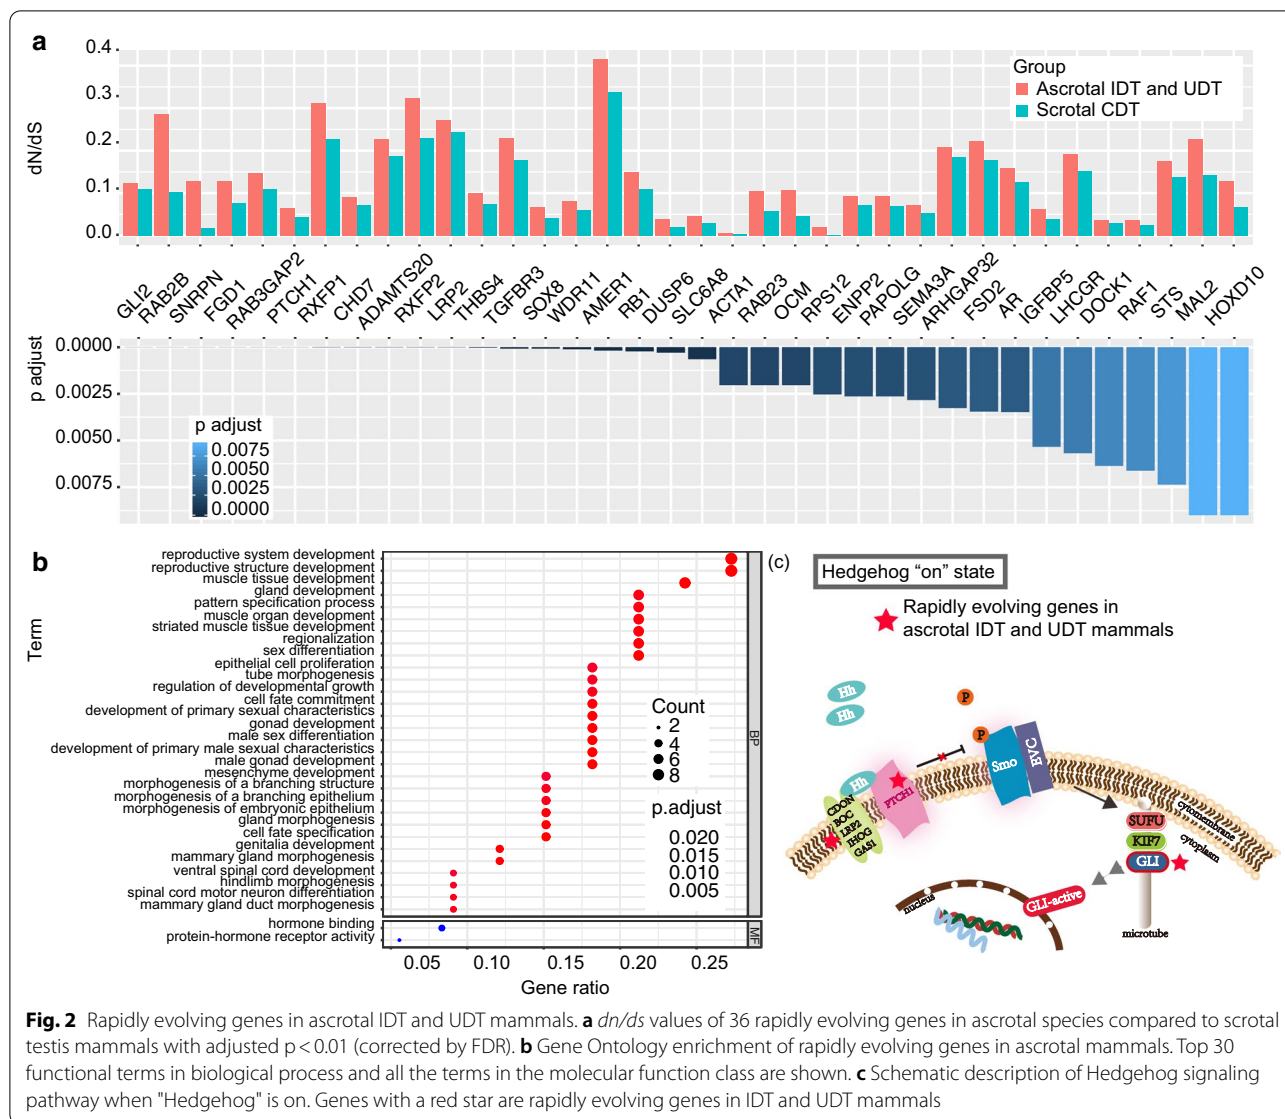 a
0.4
0.3
0.2
0.1
0.0
dN/dS
Group
Ascrotal IDT and UDT
Scrotal CDT
GLI2
RAB2B
SNRPN
FGD1
RAB3GAP2
PTCH1
RXFP1
CHD7
ADAMTS20
RXFP2
LRP2
THBS4
TGFBR3
SOX8
WDR11
AMER1
RB1
DUSP6
SLC6A8
ACTA1
RAB23
OCM
RPS12
ENPP2
PAPOLG
SEMA3A
ARHGAP32
FSD2
AR
IGFBP5
LHCGR
DOCK1
RAF1
STS
MAL2
HOXD10
p adjust
0.0000
0.0025
0.0050
0.0075
p adjust
0.0075
0.0050
0.0025
0.0000
b
Term
reproductive system development
reproductive structure development
muscle tissue development
gland development
pattern specification process
muscle organ development
striated muscle tissue development
regionalization
sex differentiation
epithelial cell proliferation
tube morphogenesis
regulation of developmental growth
cell fate commitment
development of primary sexual characteristics
gonad development
male sex differentiation
development of primary male sexual characteristics
male gonad development
mesenchyme development
morphogenesis of a branching structure
morphogenesis of a branching epithelium
morphogenesis of embryonic epithelium
gland morphogenesis
cell fate specification
genitalia development
mammary gland morphogenesis
ventral spinal cord development
hindlimb morphogenesis
spinal cord motor neuron differentiation
mammary gland duct morphogenesis
hormone binding
protein-hormone receptor activity
Count
2
4
6
8
p.adjust
0.020
0.015
0.010
0.005
BP
MF
0.05
0.10
0.15
0.20
0.25
Gene ratio
(c)
Hedgehog "on" state
Rapidly evolving genes in
ascrotal IDT and UDT mammals
Hh
Hh
Hh
P
P
PTCH1
Smo
EVC
CDON
BOC
LRP2
IHOG
GAS1
SUFU
KIF7
GLI
cytomembrane
cytoplasm
GLI-active
nucleus
microtube
Fig. 2 Rapidly evolving genes in ascrotal IDT and UDT mammals. a dn/ds values of 36 rapidly evolving genes in ascrotal species compared to scrotal
testis mammals with adjusted p < 0.01 (corrected by FDR). b Gene Ontology enrichment of rapidly evolving genes in ascrotal mammals. Top 30
functional terms in biological process and all the terms in the molecular function class are shown. c Schematic description of Hedgehog signaling
pathway when "Hedgehog" is on. Genes with a red star are rapidly evolving genes in IDT and UDT mammals